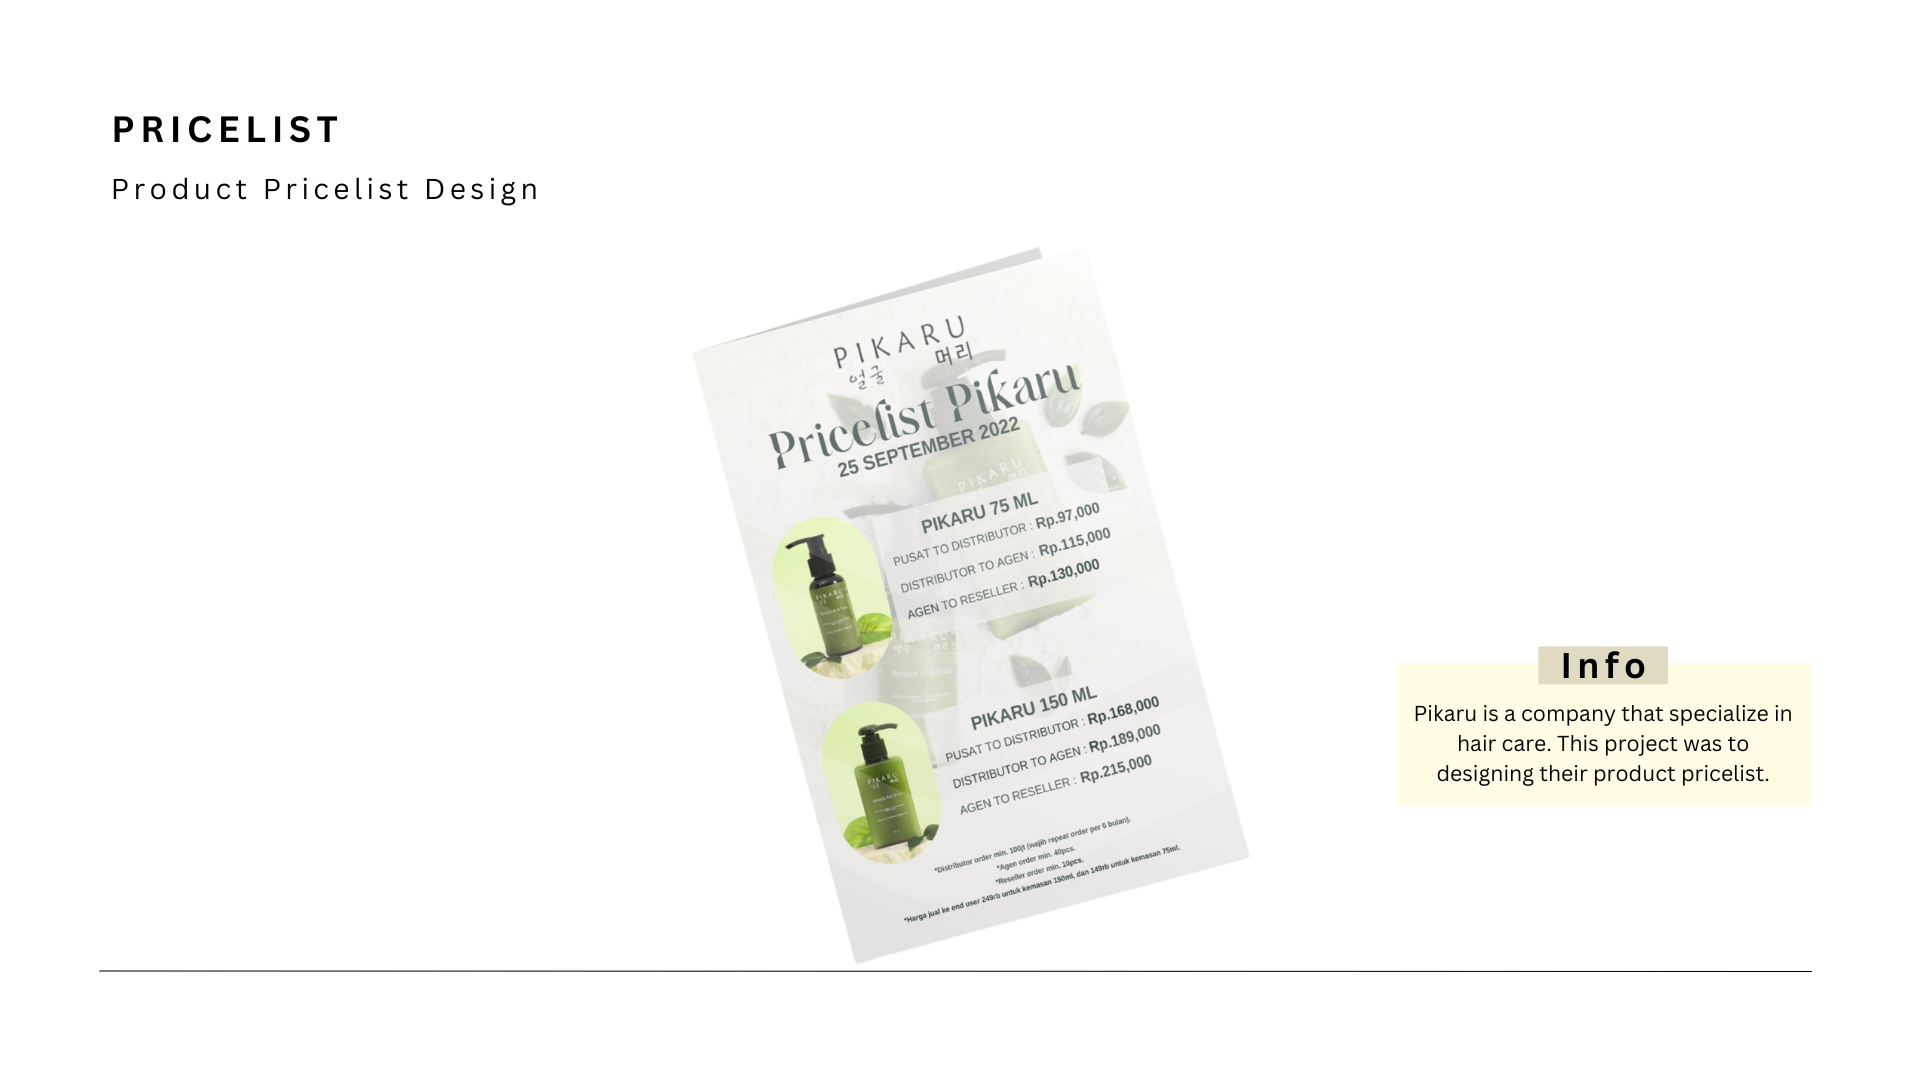 PRICELIST
Product Pricelist Design
PIKARU
얼굴 머리
Pricelist Pikaru
25 SEPTEMBER 2022
PIKARU
PIKARU 75 ML
PUSAT TO DISTRIBUTOR : Rp.97,000
DISTRIBUTOR TO AGEN : Rp.115,000
AGEN TO RESELLER : Rp.130,000
PIKARU
PIKARU
PIKARU 150 ML
PUSAT TO DISTRIBUTOR : Rp.168,000
DISTRIBUTOR TO AGEN : Rp.189,000
AGEN TO RESELLER : Rp.215,000
PIKARU
*Distributor order min. 100jt (wajib repeat order per 6 bulan).
*Agen order min. 40pcs.
*Reseller order min. 10pcs.
*Harga jual ke end user 249rb untuk kemasan 150ml, dan 149rb untuk kemasan 75ml.
Info
Pikaru is a company that specialize in
hair care. This project was to
designing their product pricelist.